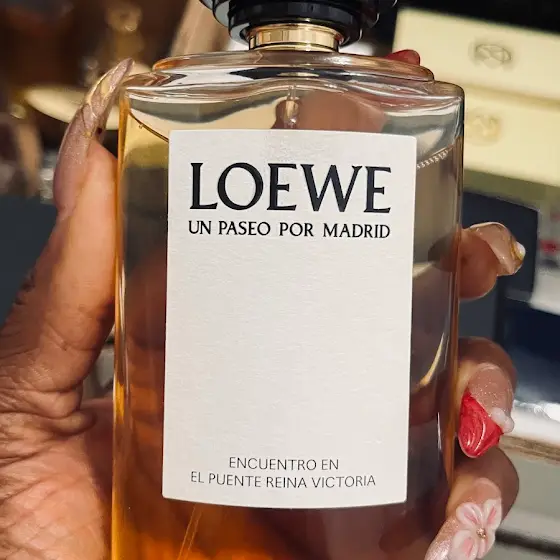 LOEWE
UN PASEO POR MADRID
ENCUENTRO EN
EL PUENTE REINA VICTORIA